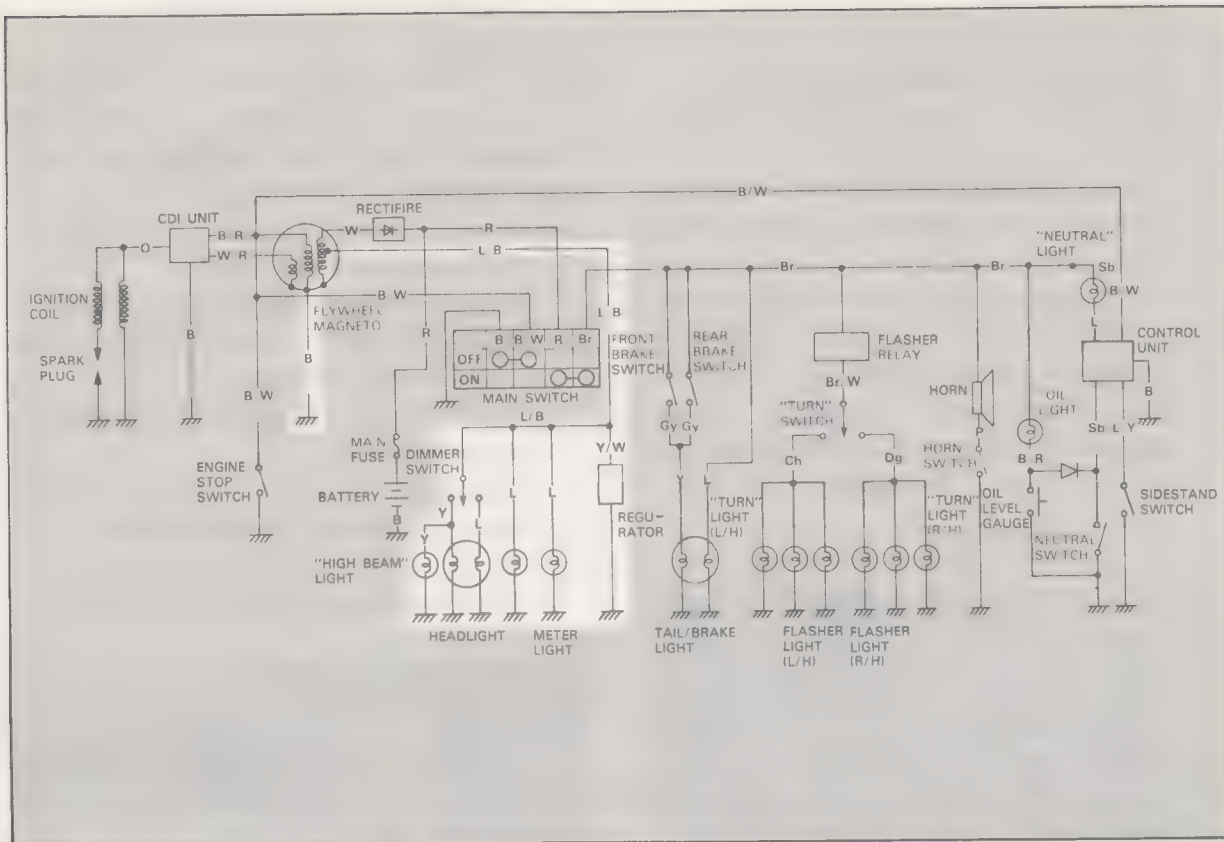 B/W
CDI UNIT
RECTIFIRE
W
R
O
B R
W R
L B
"NEUTRAL"
LIGHT
Br
Br
Sb
B W
IGNITION
COIL
FLYWHEEL
MAGNETO
B W
L B
L
CONTROL
UNIT
SPARK
PLUG
B
B
R
B
B W
R
Br
OFF
ON
MAIN SWITCH
FRONT
BRAKE
SWITCH
REAR
BRAKE
SWITCH
FLASHER
RELAY
Br W
HORN
OIL
LIGHT
B
B W
L/B
"TURN"
SWITCH
P
Gy
Gy
Sb
L Y
MAIN
FUSE
DIMMER
SWITCH
Y/W
Ch
Dg
HORN
SWITCH
B R
ENGINE
STOP
SWITCH
BATTERY
B
Y
L
L
L
REGU-
RATOR
Y
L
"TURN"
LIGHT
(L/H)
"TURN"
LIGHT
(R/H)
OIL
LEVEL
GAUGE
NEUTRAL
SWITCH
SIDESTAND
SWITCH
Y
"HIGH BEAM"
LIGHT
HEADLIGHT
METER
LIGHT
TAIL/BRAKE
LIGHT
FLASHER
LIGHT
(L/H)
FLASHER
LIGHT
(R/H)